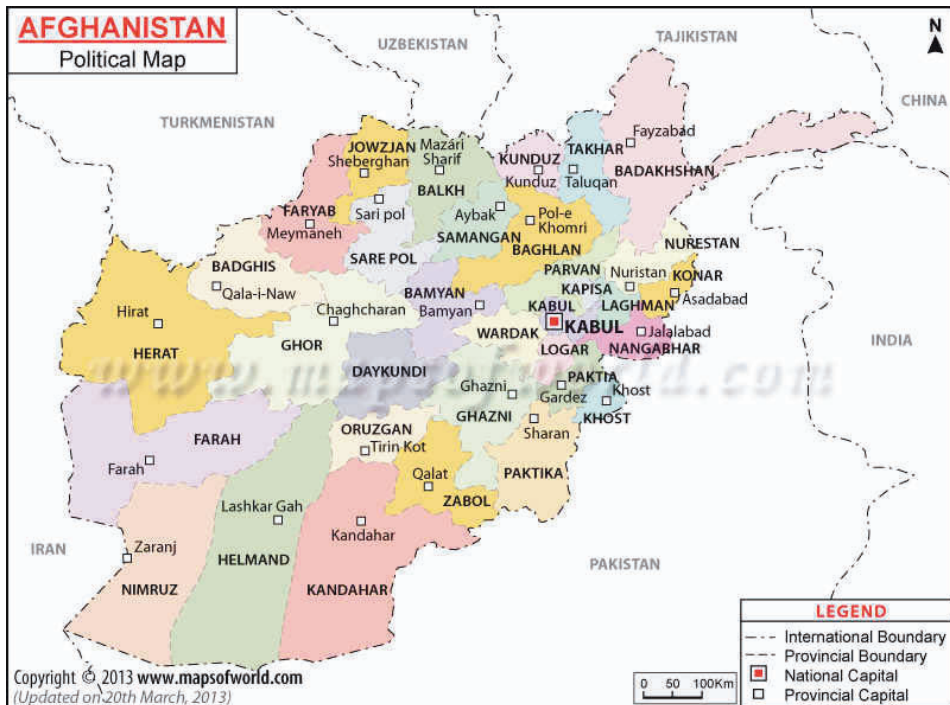 AFGHANISTAN
Political Map
N
UZBEKISTAN
TAJIKISTAN
CHINA
TURKMENISTAN
JOWZJAN
Sheberghan
Mazári
Sharif
BALKH
KUNDUZ
Kunduz
TAKHAR
Taluqan
Fayzabad
BADAKHSHAN
FARYAB
Meymaneh
Sari pol
SARE POL
Aybak
SAMANGAN
Pol-e
Khomri
BAGHLAN
NURESTAN
Nuristan
BADGHIS
Qala-i-Naw
BAMYAN
Bamyan
PARVAN
KAPISA
KONAR
Asadabad
LAGHMAN
Hirat
HERAT
Chaghcharan
GHOR
KABUL
KABUL
WARDAK
LOGAR
Jalalabad
NANGABHAR
INDIA
www.mapsofworld.com
DAYKUNDI
Ghazni
GHAZNI
PAKTIA
Gardez
Khost
KHOST
FARAH
Farah
ORUZGAN
Tirin Kot
Sharan
PAKTIKA
Qalat
ZABOL
Lashkar Gah
HELMAND
Kandahar
KANDAHAR
IRAN
Zaranj
NIMRUZ
PAKISTAN
LEGEND
International Boundary
Provincial Boundary
National Capital
Provincial Capital
0 50 100Km
Copyright © 2013 www.mapsofworld.com
(Updated on 20th March, 2013)